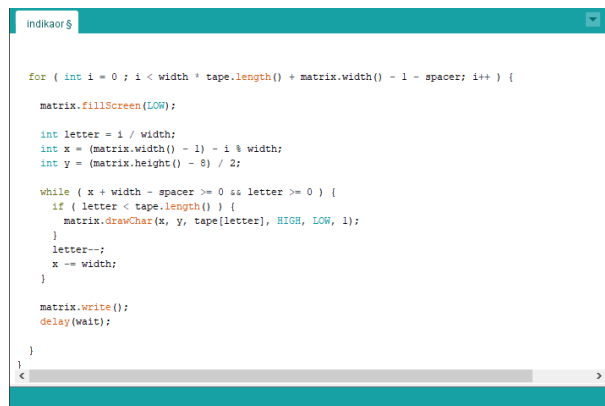 indikaor §
for ( int i = 0 ; i < width * tape.length() + matrix.width() - 1 - spacer; i++ ) {
matrix.fillScreen(LOW);
int letter = i / width;
int x = (matrix.width() - 1) - i % width;
int y = (matrix.height() - 8) / 2;
while ( x + width - spacer >= 0 && letter >= 0 ) {
if ( letter < tape.length() ) {
matrix.drawChar(x, y, tape[letter], HIGH, LOW, 1);
}
letter--;
x -= width;
}
matrix.write();
delay(wait);
}
}